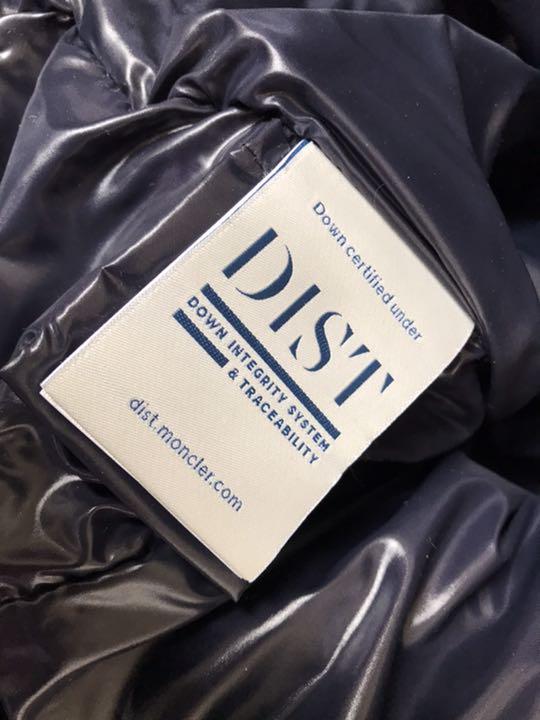 Down certified under
DIST
DOWN INTEGRITY SYSTEM
& TRACEABILITY
dist.moncler.com